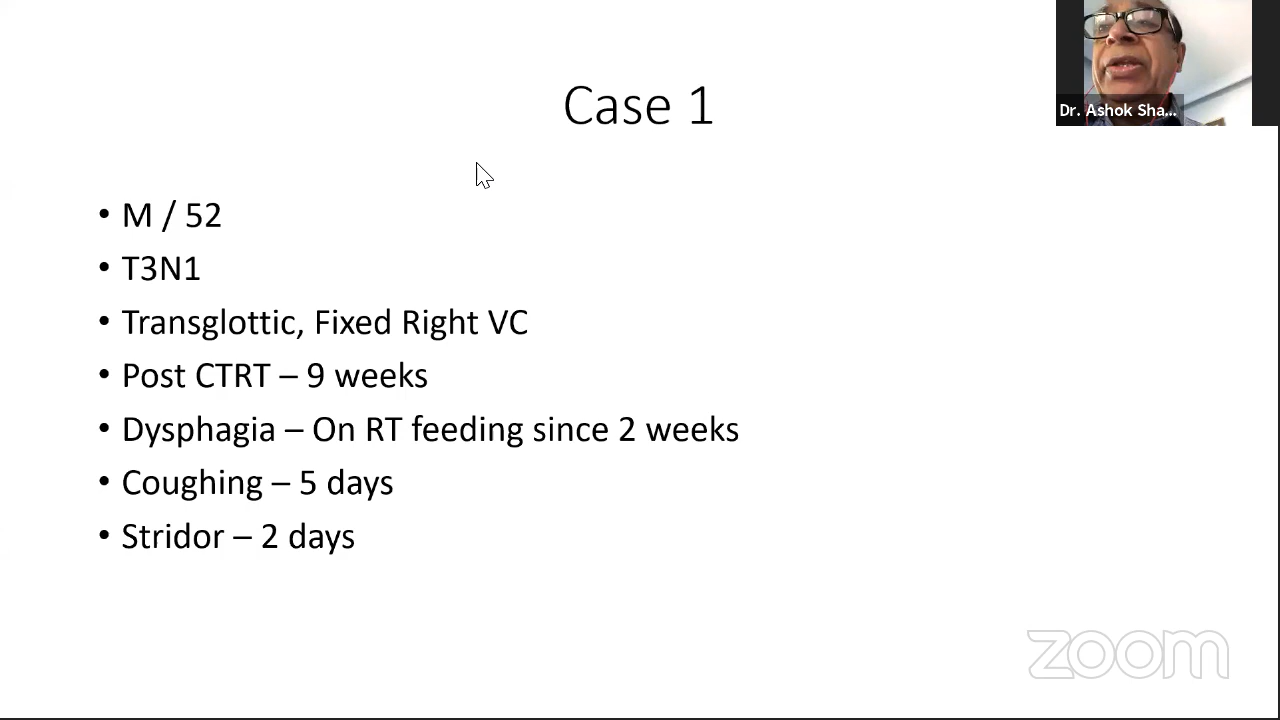 Case 1
Dr. Ashok Sha...
• M / 52
• T3N1
• Transglottic, Fixed Right VC
• Post CTRT – 9 weeks
• Dysphagia – On RT feeding since 2 weeks
• Coughing – 5 days
• Stridor – 2 days
zoom